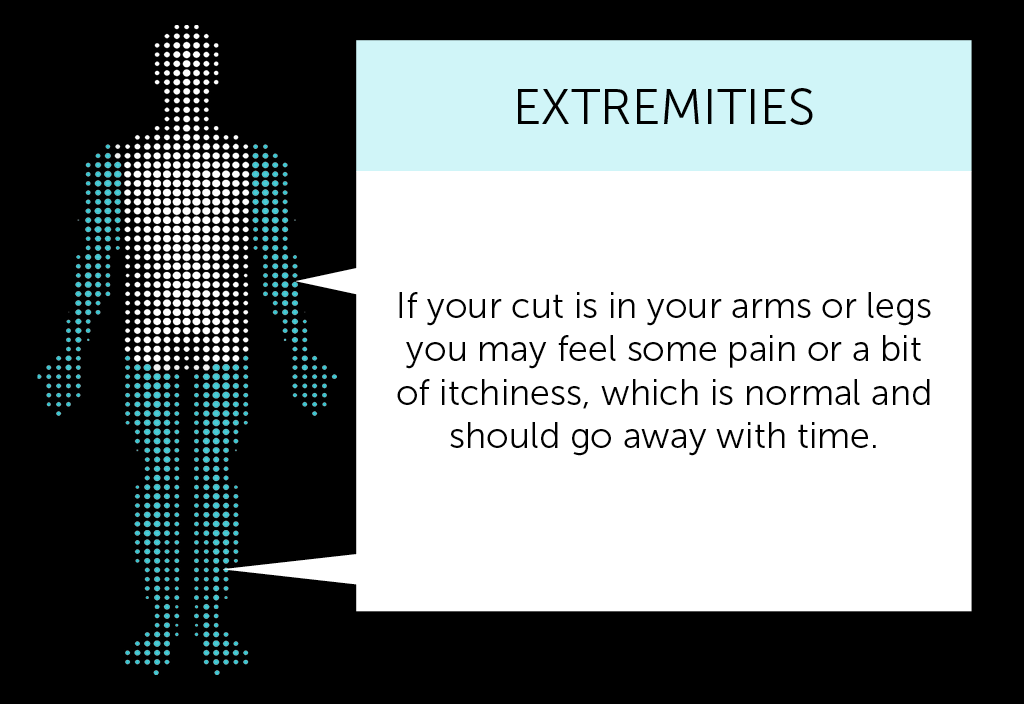 EXTREMITIES
If your cut is in your arms or legs
you may feel some pain or a bit
of itchiness, which is normal and
should go away with time.